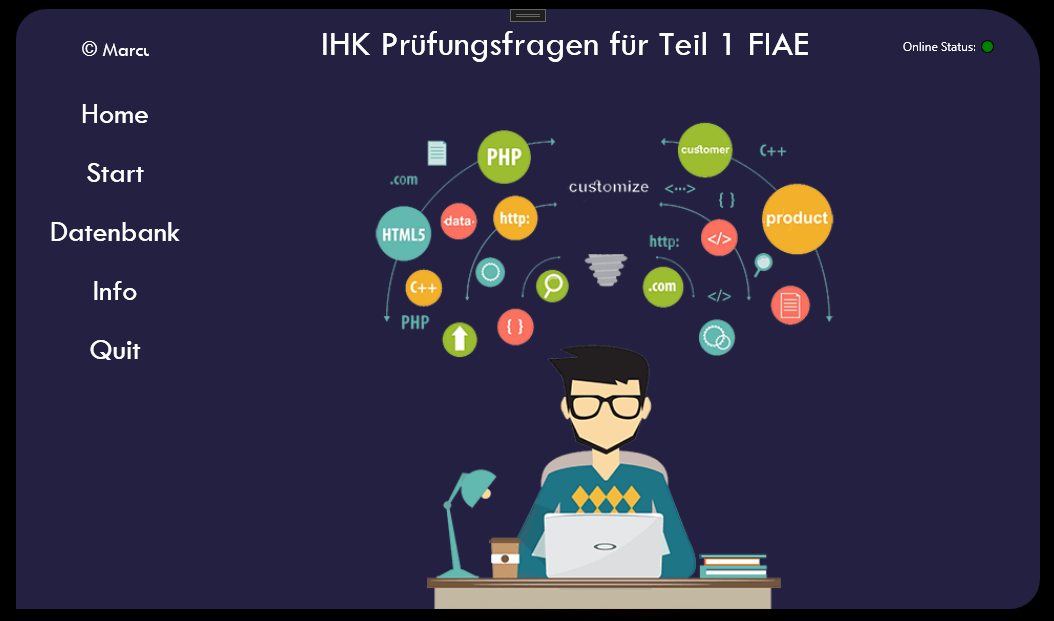 © Marcu
IHK Prüfungsfragen für Teil 1 FIAE
Online Status:
Home
Start
Datenbank
Info
Quit
PHP
customer
C++
.com
customize
<···>
{ }
data
http:
product
HTML5
</>
http:
C++
.com
</>
PHP
{ }